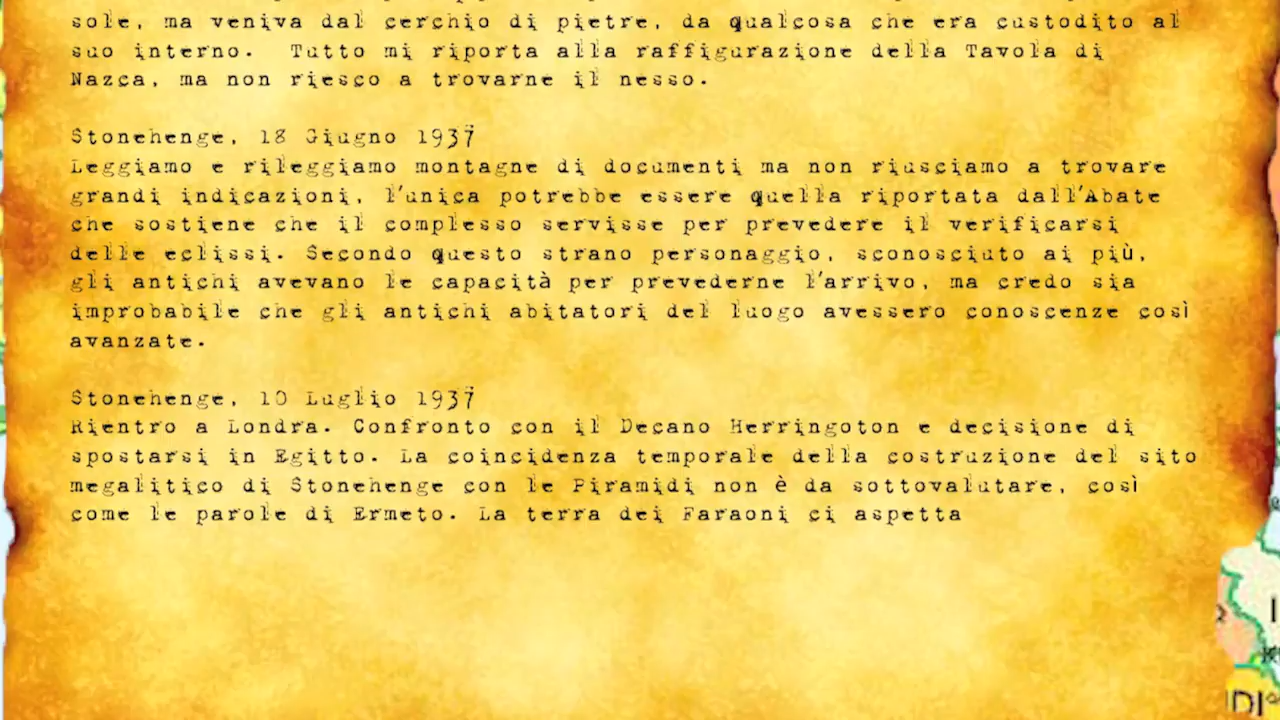 sole, ma veniva dal cerchio di pietre, da qualcosa che era custodito al
suo interno.  Tutto mi riporta alla raffigurazione della Tavola di
Nazca, ma non riesco a trovarne il nesso.
Stonehenge, 18 Giugno 1937
Leggiamo e rileggiamo montagne di documenti ma non riusciamo a trovare
grandi indicazioni, l'unica potrebbe essere quella riportata dall'Abate
che sostiene che il complesso servisse per prevedere il verificarsi
delle eclissi. Secondo questo strano personaggio, sconosciuto ai più,
gli antichi avevano le capacità per prevederne l'arrivo, ma credo sia
improbabile che gli antichi abitatori del luogo avessero conoscenze così
avanzate.
Stonehenge, 10 Luglio 1937
Rientro a Londra. Confronto con il Decano Herringoton e decisione di
spostarsi in Egitto. La coincidenza temporale della costruzione del sito
megalitico di Stonehenge con le Piramidi non è da sottovalutare, così
come le parole di Ermeto. La terra dei Faraoni ci aspetta